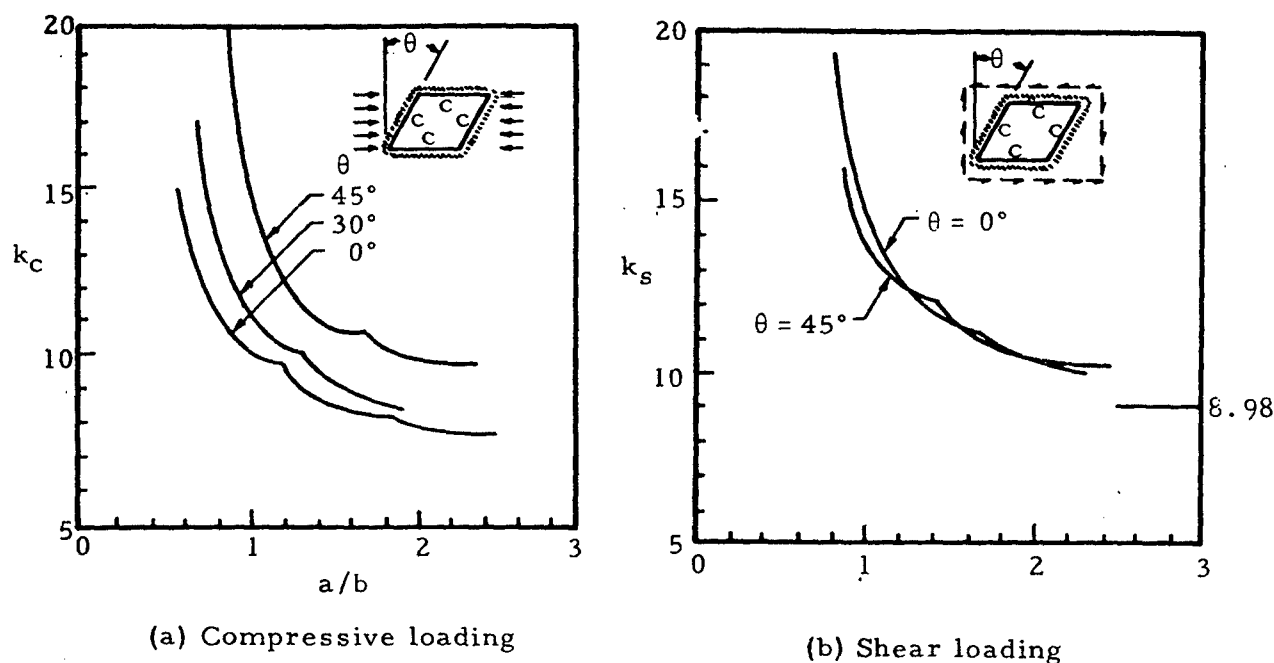 20
θ
C
C
C
C
θ
45°
30°
0°
15
k_c
10
5
0
1
2
3
a/b
(a) Compressive loading
20
θ
C
C
C
C
15
θ = 0°
k_s
θ = 45°
10
8.98
5
0
1
2
3
(b) Shear loading